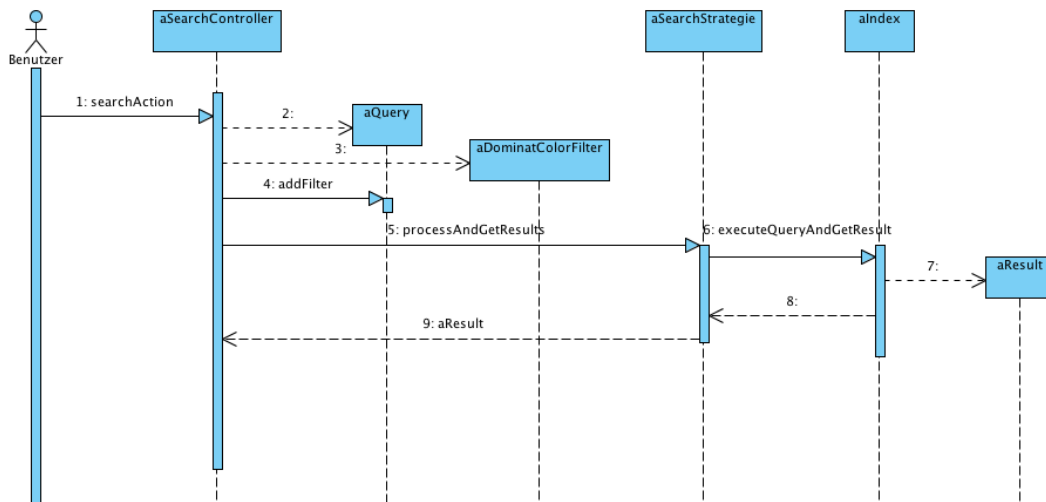 aSearchController
aSearchStrategie
aIndex
Benutzer
1: searchAction
2:
aQuery
3:
aDominatColorFilter
4: addFilter
5: processAndGetResults
6: executeQueryAndGetResult
7:
aResult
8:
9: aResult